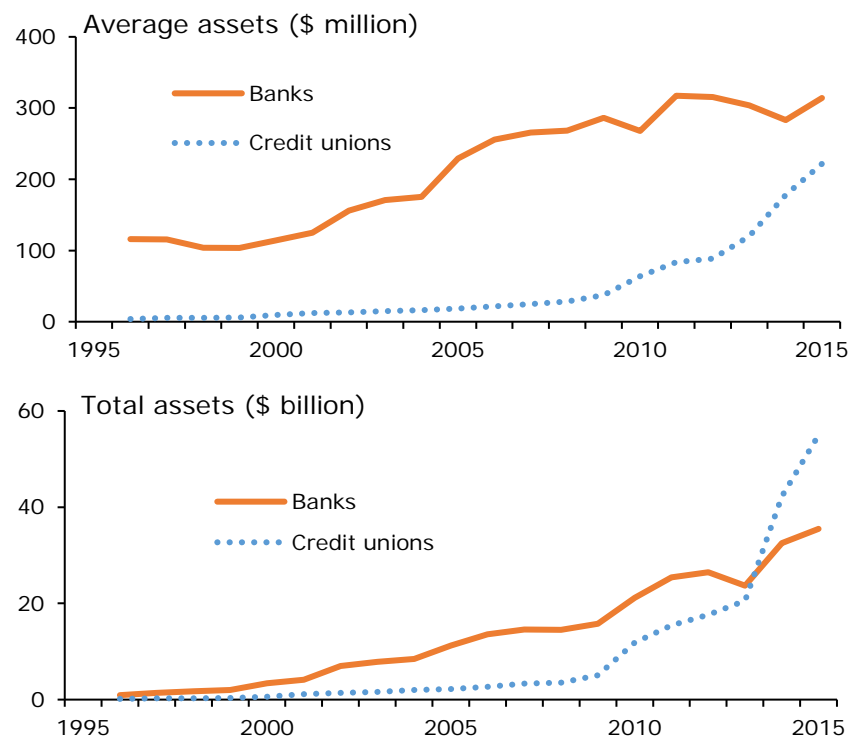 Average assets ($ million)
400
300
200
100
0
Banks
Credit unions
1995 2000 2005 2010 2015
Total assets ($ billion)
60
40
20
0
Banks
Credit unions
1995 2000 2005 2010 2015